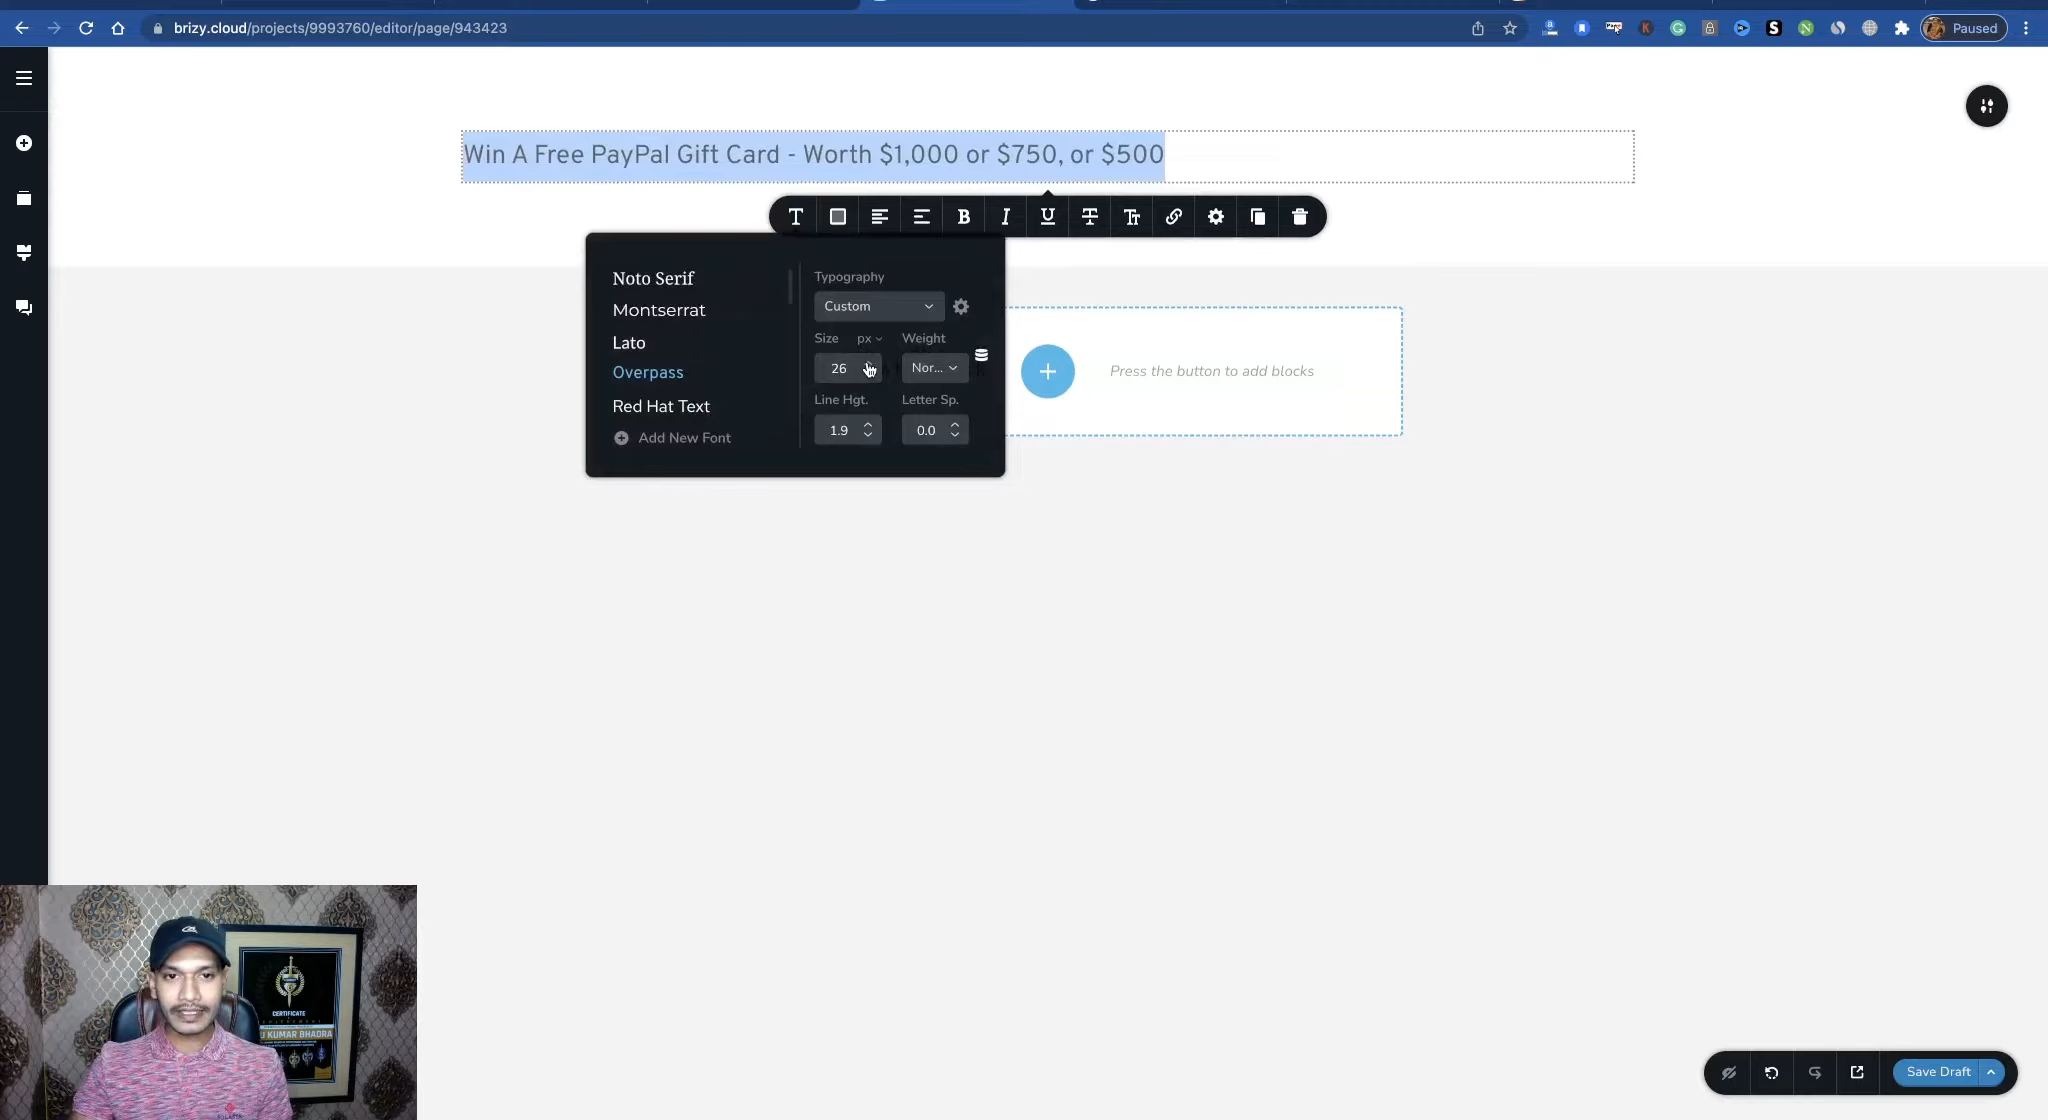 brizy.cloud/projects/9993760/editor/page/943423
Paused
Win A Free PayPal Gift Card - Worth $1,000 or $750, or $500
Noto Serif
Montserrat
Lato
Overpass
Red Hat Text
Add New Font
Typography
Custom
Size px Weight
26 Nor...
Line Hgt. Letter Sp.
1.9 0.0
Press the button to add blocks
CERTIFICATE
KUMAR BHADRA
Save Draft